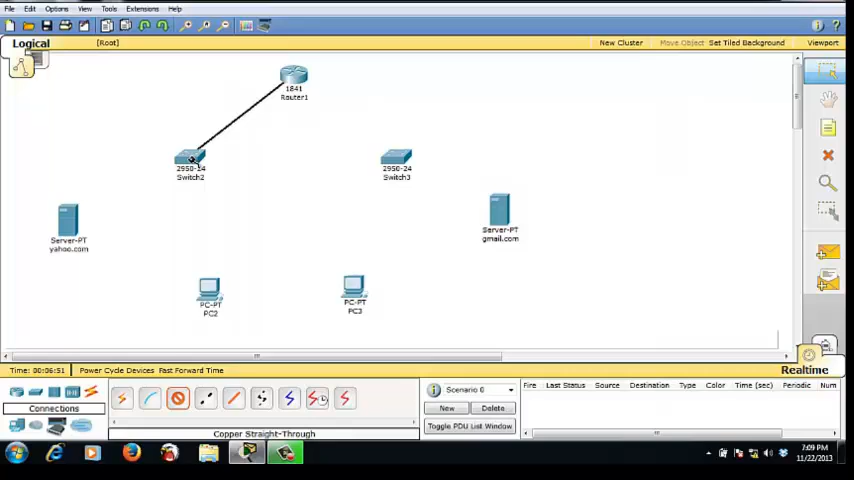 File Edit Options View Tools Extensions Help
Logical [Root] New Cluster Move Object Set Tiled Background Viewport
1841
Router1
2950-24
Switch2
2950-24
Switch3
Server-PT
yahoo.com
Server-PT
gmail.com
PC-PT
PC2
PC-PT
PC3
Time: 00:06:51 Power Cycle Devices Fast Forward Time Realtime
Connections
Copper Straight-Through
Scenario 0
New Delete
Toggle PDU List Window
Fire Last Status Source Destination Type Color Time (sec) Periodic Num
7:09 PM
11/22/2013